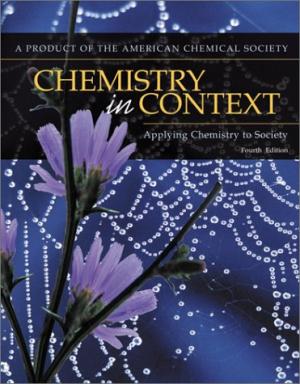 A PRODUCT OF THE AMERICAN CHEMICAL SOCIETY
CHEMISTRY
in CONTEXT
Applying Chemistry to Society
Fourth Edition